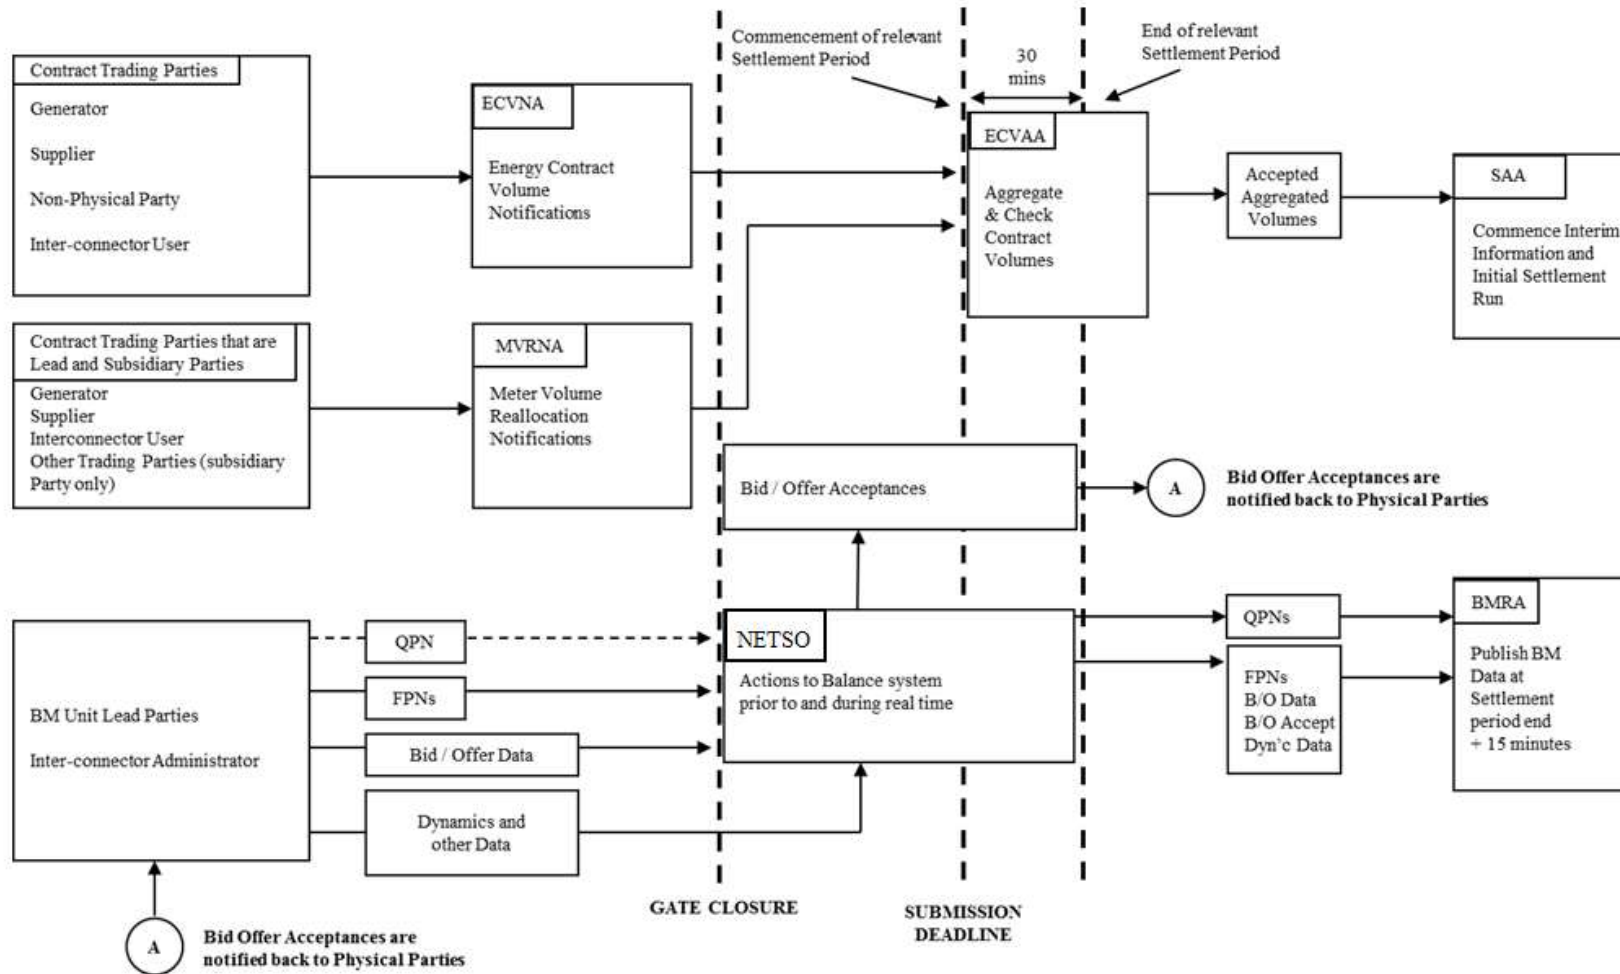 Commencement of relevant
Settlement Period
30
mins
End of relevant
Settlement Period
Contract Trading Parties
Generator
Supplier
Non-Physical Party
Inter-connector User
ECVNA
Energy Contract
Volume
Notifications
ECVAA
Aggregate
& Check
Contract
Volumes
Accepted
Aggregated
Volumes
SAA
Commence Interim
Information and
Initial Settlement
Run
Contract Trading Parties that are
Lead and Subsidiary Parties
Generator
Supplier
Interconnector User
Other Trading Parties (subsidiary
Party only)
MVRNA
Meter Volume
Reallocation
Notifications
Bid / Offer Acceptances
A
Bid Offer Acceptances are
notified back to Physical Parties
BM Unit Lead Parties
Inter-connector Administrator
QPN
FPNs
Bid / Offer Data
Dynamics and
other Data
NETSO
Actions to Balance system
prior to and during real time
QPNs
FPNs
B/O Data
B/O Accept
Dyn'c Data
BMRA
Publish BM
Data at
Settlement
period end
+ 15 minutes
GATE CLOSURE
SUBMISSION
DEADLINE
A
Bid Offer Acceptances are
notified back to Physical Parties